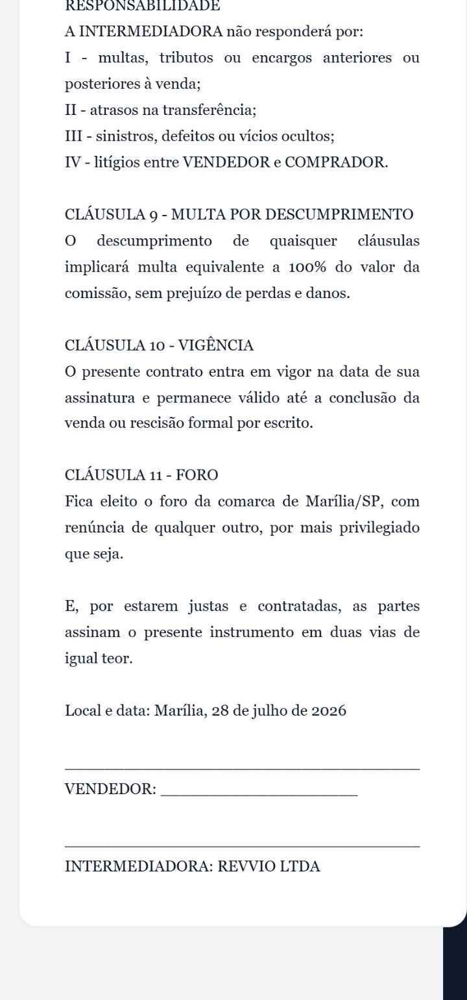 RESPONSABILIDADE
A INTERMEDIADORA não responderá por:
I - multas, tributos ou encargos anteriores ou
posteriores à venda;
II - atrasos na transferência;
III - sinistros, defeitos ou vícios ocultos;
IV - litígios entre VENDEDOR e COMPRADOR.
CLÁUSULA 9 - MULTA POR DESCUMPRIMENTO
O descumprimento de quaisquer cláusulas
implicará multa equivalente a 100% do valor da
comissão, sem prejuízo de perdas e danos.
CLÁUSULA 10 - VIGÊNCIA
O presente contrato entra em vigor na data de sua
assinatura e permanece válido até a conclusão da
venda ou rescisão formal por escrito.
CLÁUSULA 11 - FORO
Fica eleito o foro da comarca de Marília/SP, com
renúncia de qualquer outro, por mais privilegiado
que seja.
E, por estarem justas e contratadas, as partes
assinam o presente instrumento em duas vias de
igual teor.
Local e data: Marília, 28 de julho de 2026
____________________________________
VENDEDOR: ____________________
____________________________________
INTERMEDIADORA: REVVIO LTDA